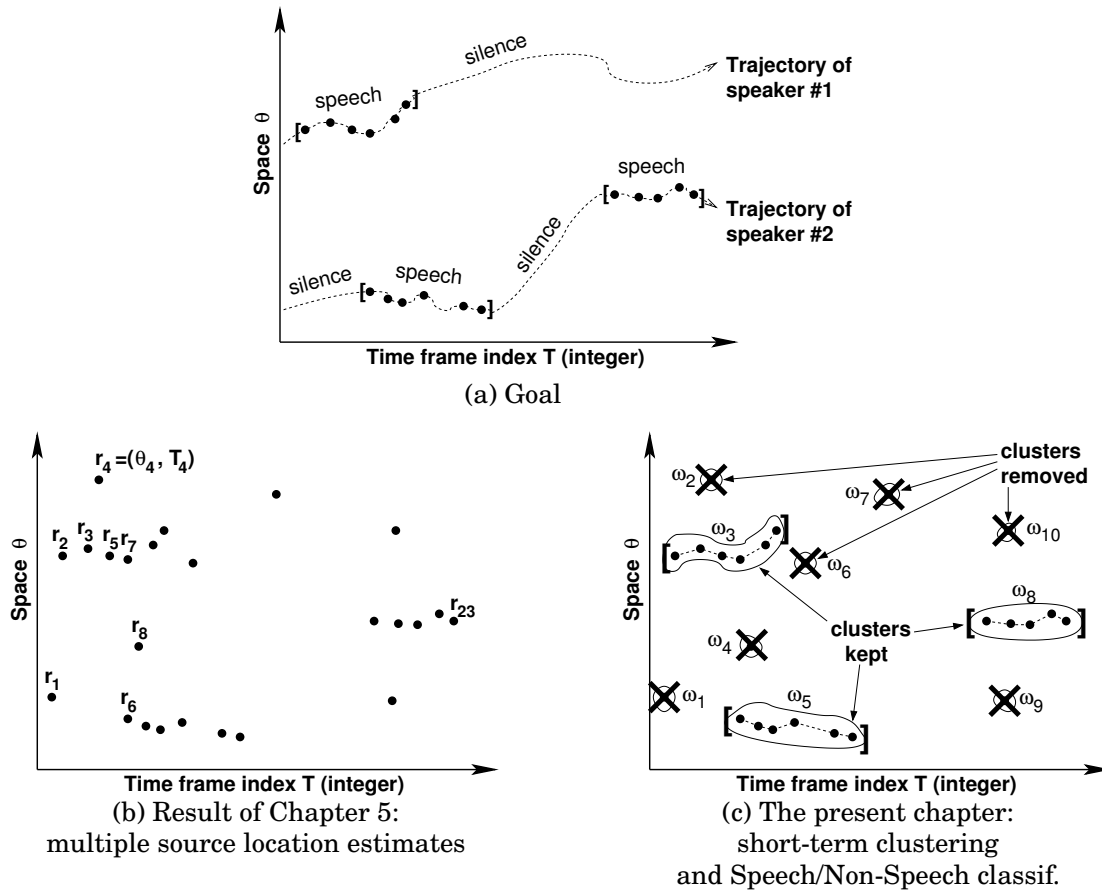 silence
Trajectory of
speaker #1
speech
[ ]
Space θ
speech
[ ]
Trajectory of
speaker #2
silence
silence
speech
[ ]
Time frame index T (integer)
(a) Goal
r4=(θ4, T4)
r2 r3 r5 r7
Space θ
r23
r8
r1
r6
Time frame index T (integer)
(b) Result of Chapter 5:
multiple source location estimates
clusters
removed
ω2
ω7
ω3
[ ]
ω10
ω6
Space θ
ω8
[ ]
clusters
kept
ω4
ω1
ω5
[ ]
ω9
Time frame index T (integer)
(c) The present chapter:
short-term clustering
and Speech/Non-Speech classif.